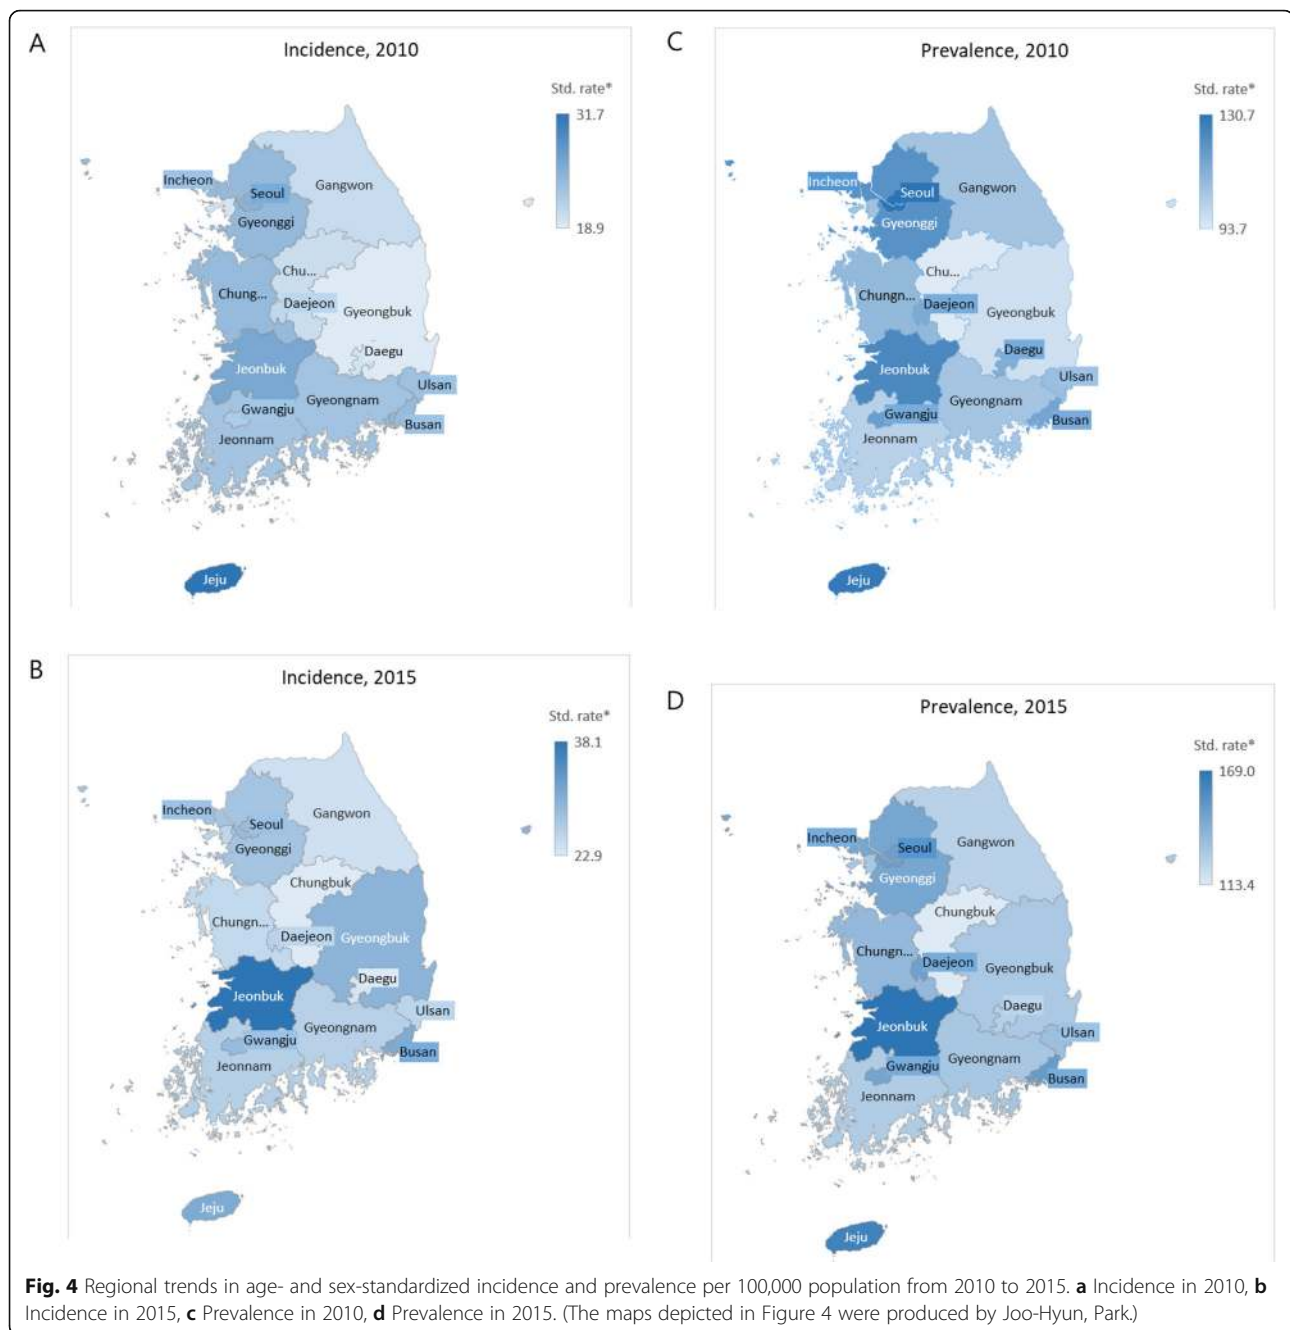 A
Incidence, 2010
Std. rate*
31.7
18.9
Incheon
Seoul
Gangwon
Gyeonggi
Chu...
Chung...
Daejeon
Gyeongbuk
Daegu
Jeonbuk
Ulsan
Gyeongnam
Gwangju
Busan
Jeonnam
Jeju
C
Prevalence, 2010
Std. rate*
130.7
93.7
Incheon
Seoul
Gangwon
Gyeonggi
Chu...
Chungn...
Daejeon
Gyeongbuk
Daegu
Jeonbuk
Ulsan
Gyeongnam
Gwangju
Busan
Jeonnam
Jeju
B
Incidence, 2015
Std. rate*
38.1
22.9
Incheon
Seoul
Gangwon
Gyeonggi
Chungbuk
Chungn...
Daejeon
Gyeongbuk
Daegu
Jeonbuk
Ulsan
Gyeongnam
Gwangju
Busan
Jeonnam
Jeju
D
Prevalence, 2015
Std. rate*
169.0
113.4
Incheon
Seoul
Gangwon
Gyeonggi
Chungbuk
Chungn...
Daejeon
Gyeongbuk
Daegu
Jeonbuk
Ulsan
Gyeongnam
Gwangju
Busan
Jeonnam
Jeju
Fig. 4 Regional trends in age- and sex-standardized incidence and prevalence per 100,000 population from 2010 to 2015. a Incidence in 2010, b
Incidence in 2015, c Prevalence in 2010, d Prevalence in 2015. (The maps depicted in Figure 4 were produced by Joo-Hyun, Park.)